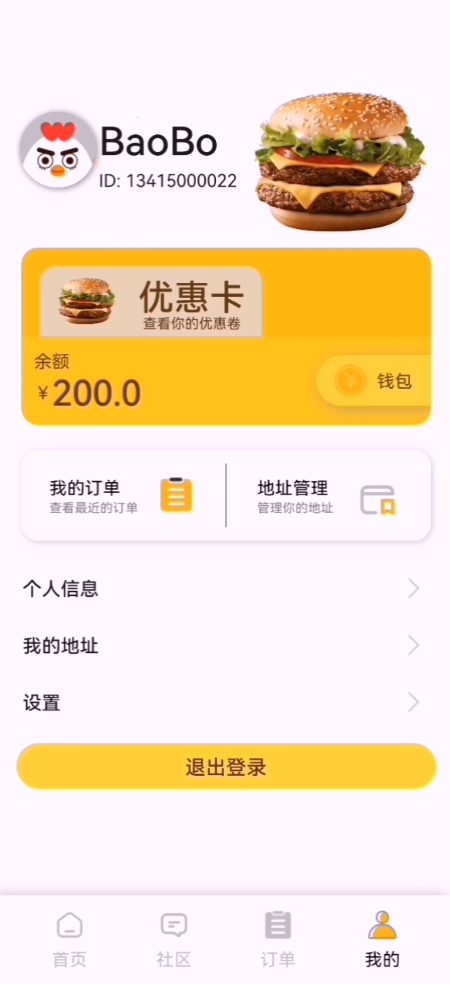 BaoBo
ID: 13415000022
优惠卡
查看你的优惠卷
余额
¥200.0
钱包
我的订单
查看最近的订单
地址管理
管理你的地址
个人信息
我的地址
设置
退出登录
首页
社区
订单
我的